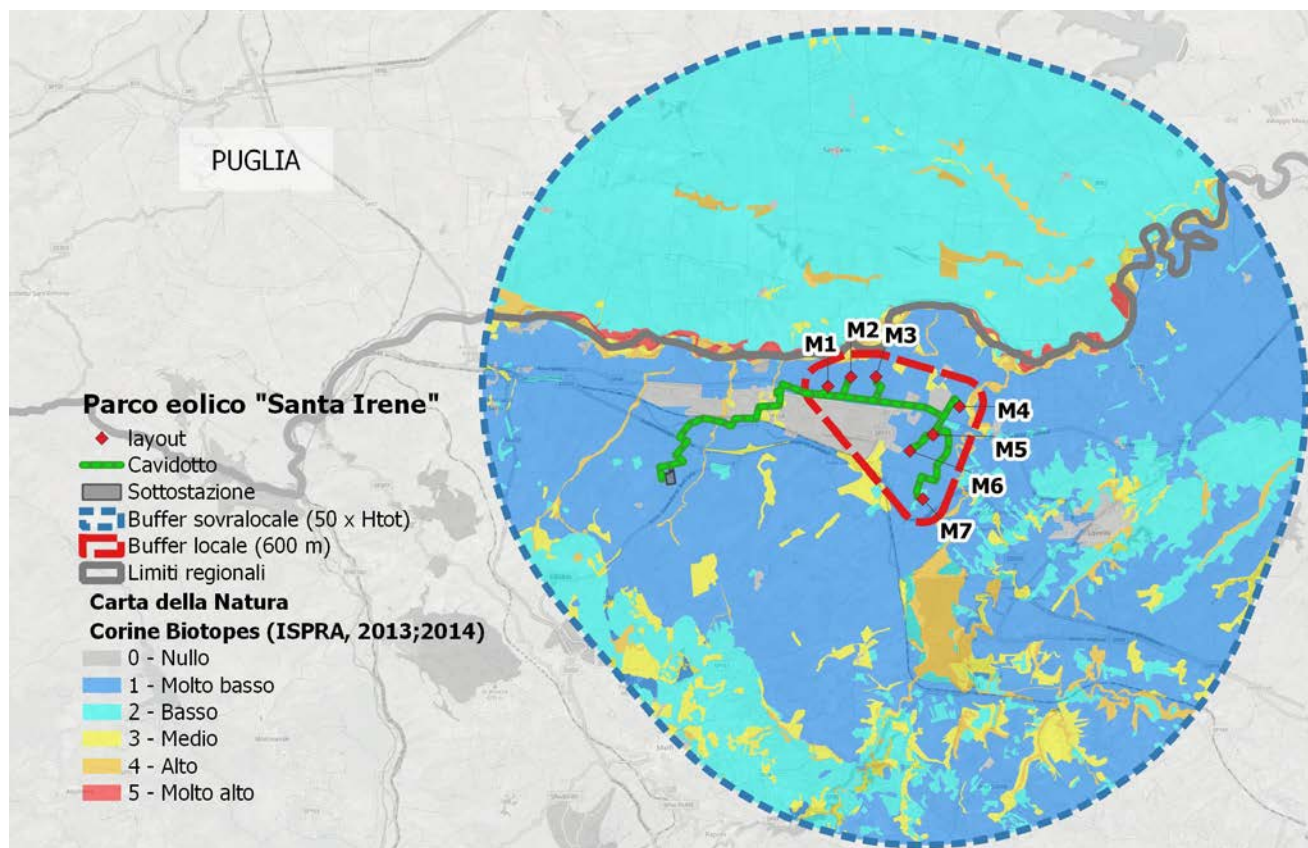 PUGLIA
M1
M2
M3
M4
M5
M6
M7
Parco eolico "Santa Irene"
layout
Cavidotto
Sottostazione
Buffer sovralocale (50 x Htot)
Buffer locale (600 m)
Limiti regionali
Carta della Natura
Corine Biotopes (ISPRA, 2013;2014)
0 - Nullo
1 - Molto basso
2 - Basso
3 - Medio
4 - Alto
5 - Molto alto